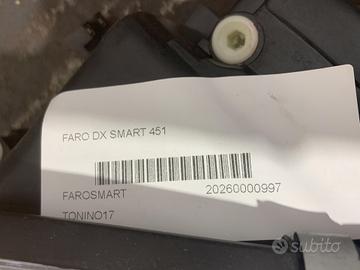 FARO DX SMART 451
FAROSMART 20260000997
TONINO17
subito